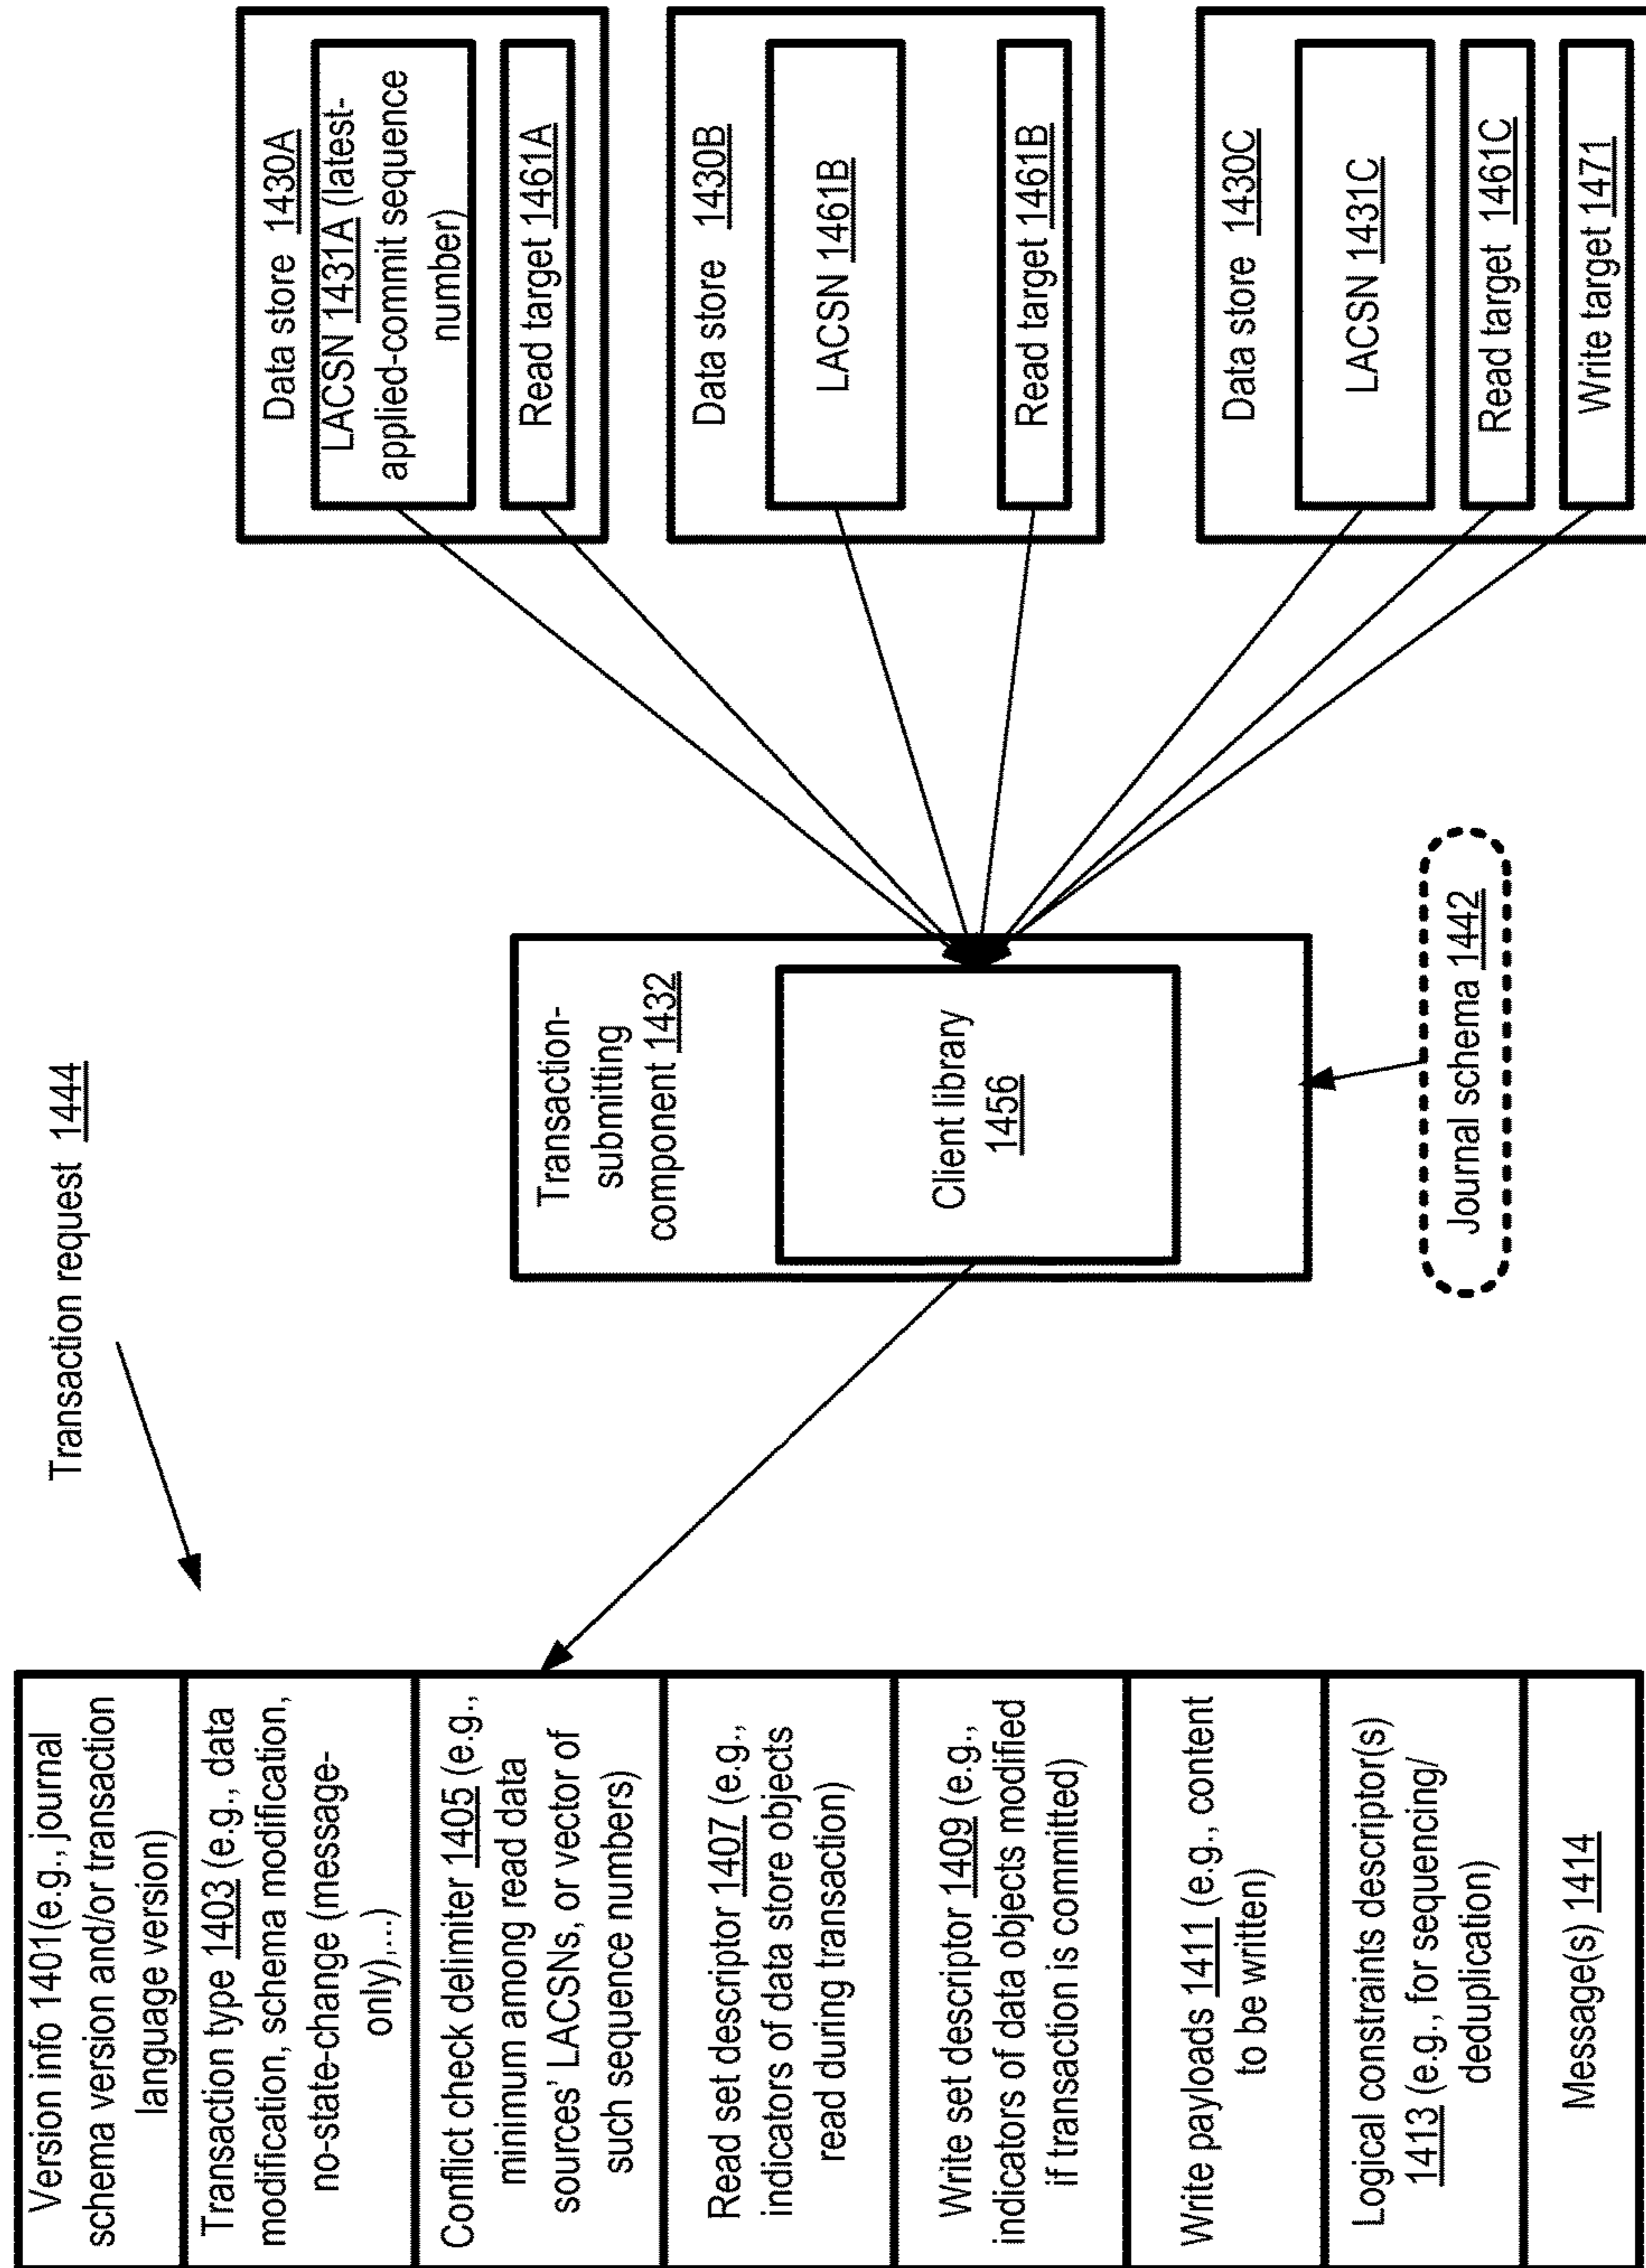 Transaction request 1444
Version info 1401(e.g., journal
schema version and/or transaction
language version)
Transaction type 1403 (e.g., data
modification, schema modification,
no-state-change (message-
only),...)
Conflict check delimiter 1405 (e.g.,
minimum among read data
sources' LACSNs, or vector of
such sequence numbers)
Read set descriptor 1407 (e.g.,
indicators of data store objects
read during transaction)
Write set descriptor 1409 (e.g.,
indicators of data objects modified
if transaction is committed)
Write payloads 1411 (e.g., content
to be written)
Logical constraints descriptor(s)
1413 (e.g., for sequencing/
deduplication)
Message(s) 1414
Transaction-
submitting
component 1432
Client library
1456
Journal schema 1442
Data store 1430A
LACSN 1431A (latest-
applied-commit sequence
number)
Read target 1461A
Data store 1430B
LACSN 1461B
Read target 1461B
Data store 1430C
LACSN 1431C
Read target 1461C
Write target 1471